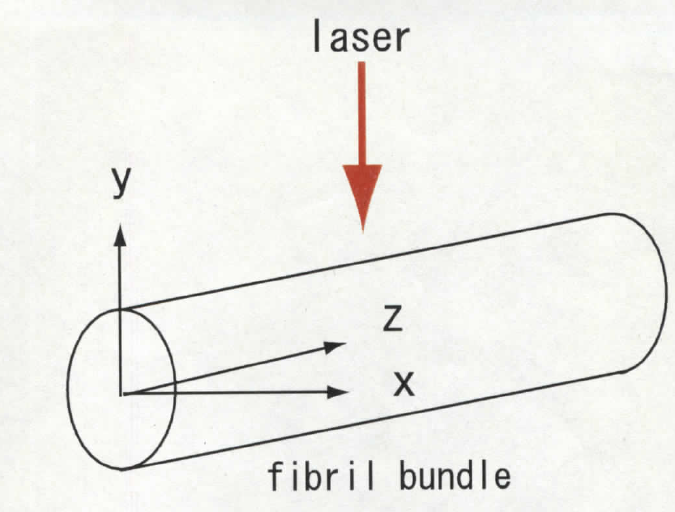 laser
y
z
x
fibril bundle